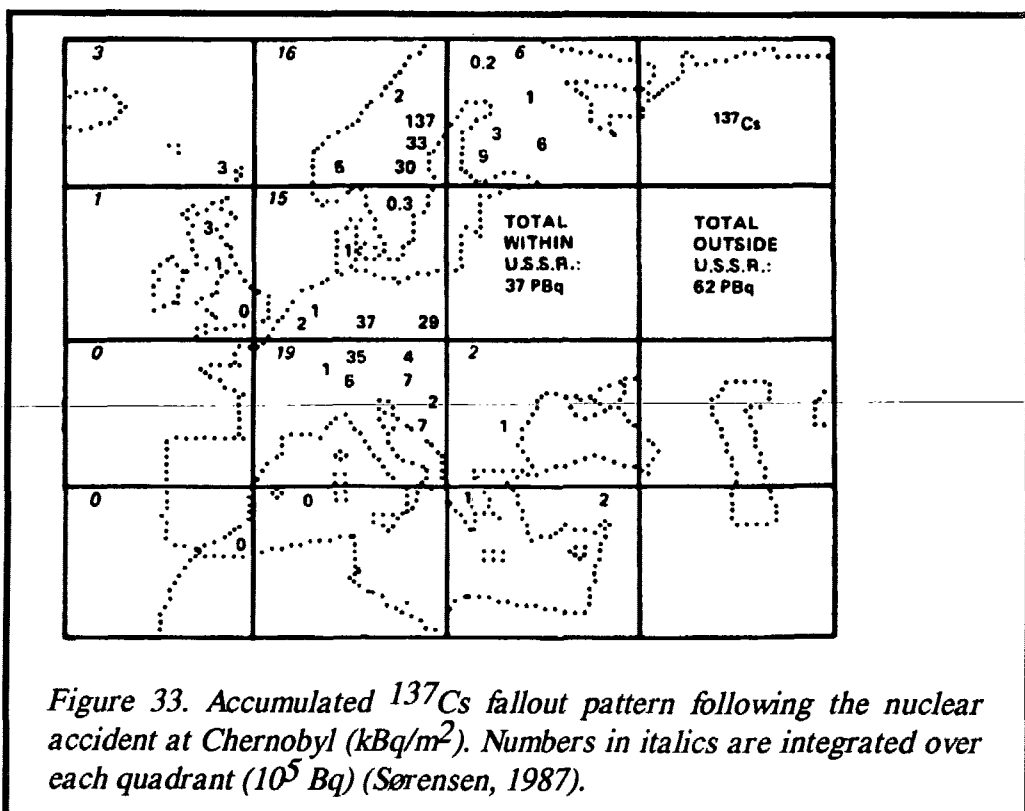 3 16 6
0.2
2 1
137 137Cs
33 3 6
3 6 30 9
1 15
0.3
3 TOTAL TOTAL
WITHIN OUTSIDE
1 U.S.S.R.: U.S.S.R.:
1 37 PBq 62 PBq
0 1
2 37 29
0 19 35 4 2
1 6 7
2
7 1
0 0 1 2
0
Figure 33. Accumulated 137Cs fallout pattern following the nuclear
accident at Chernobyl (kBq/m2). Numbers in italics are integrated over
each quadrant (105 Bq) (Sørensen, 1987).